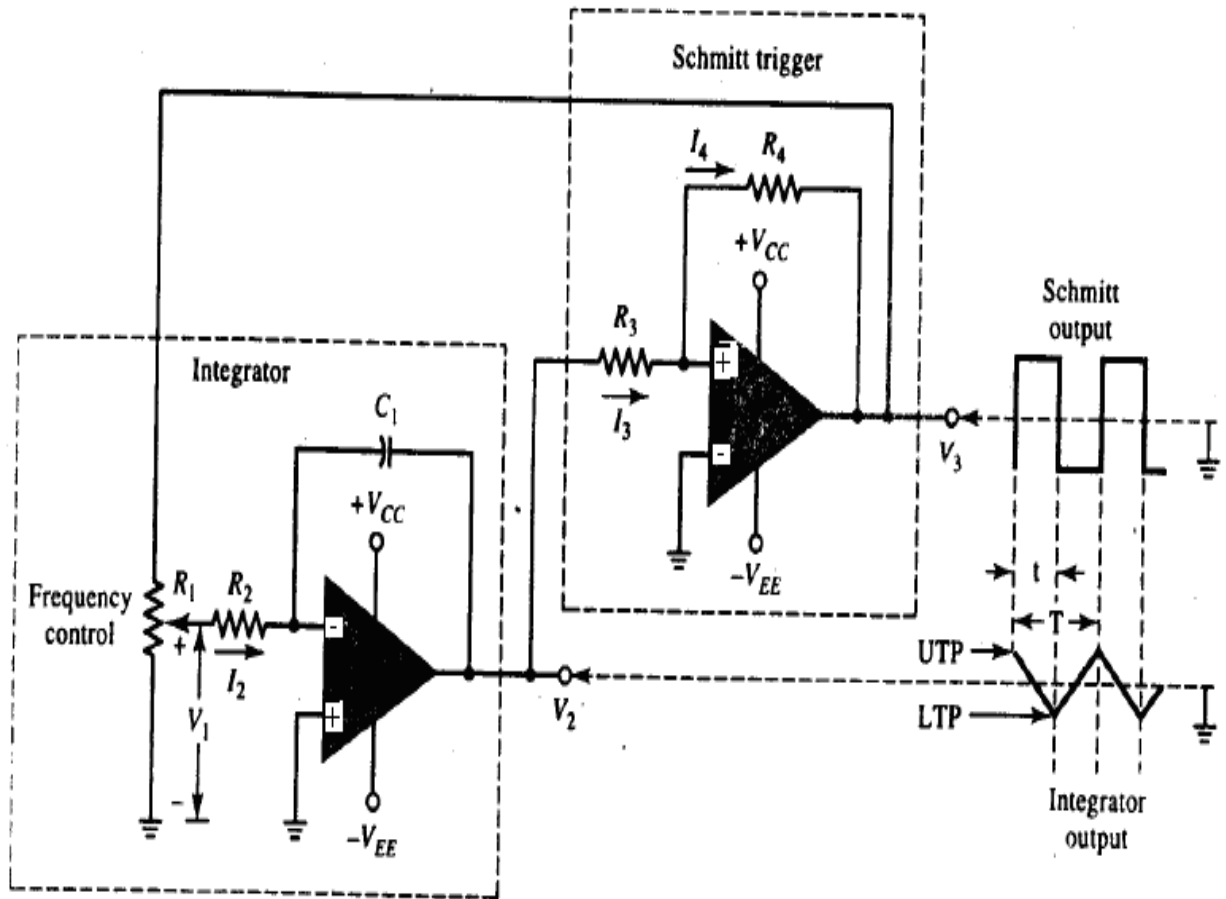 Schmitt trigger
I4
R4
+VCC
R3
+
I3
-
-VEE
V3
Schmitt
output
Integrator
C1
+VCC
Frequency
control
R1
R2
+
I2
V1
-
-
+
-VEE
V2
t
T
UTP
LTP
Integrator
output